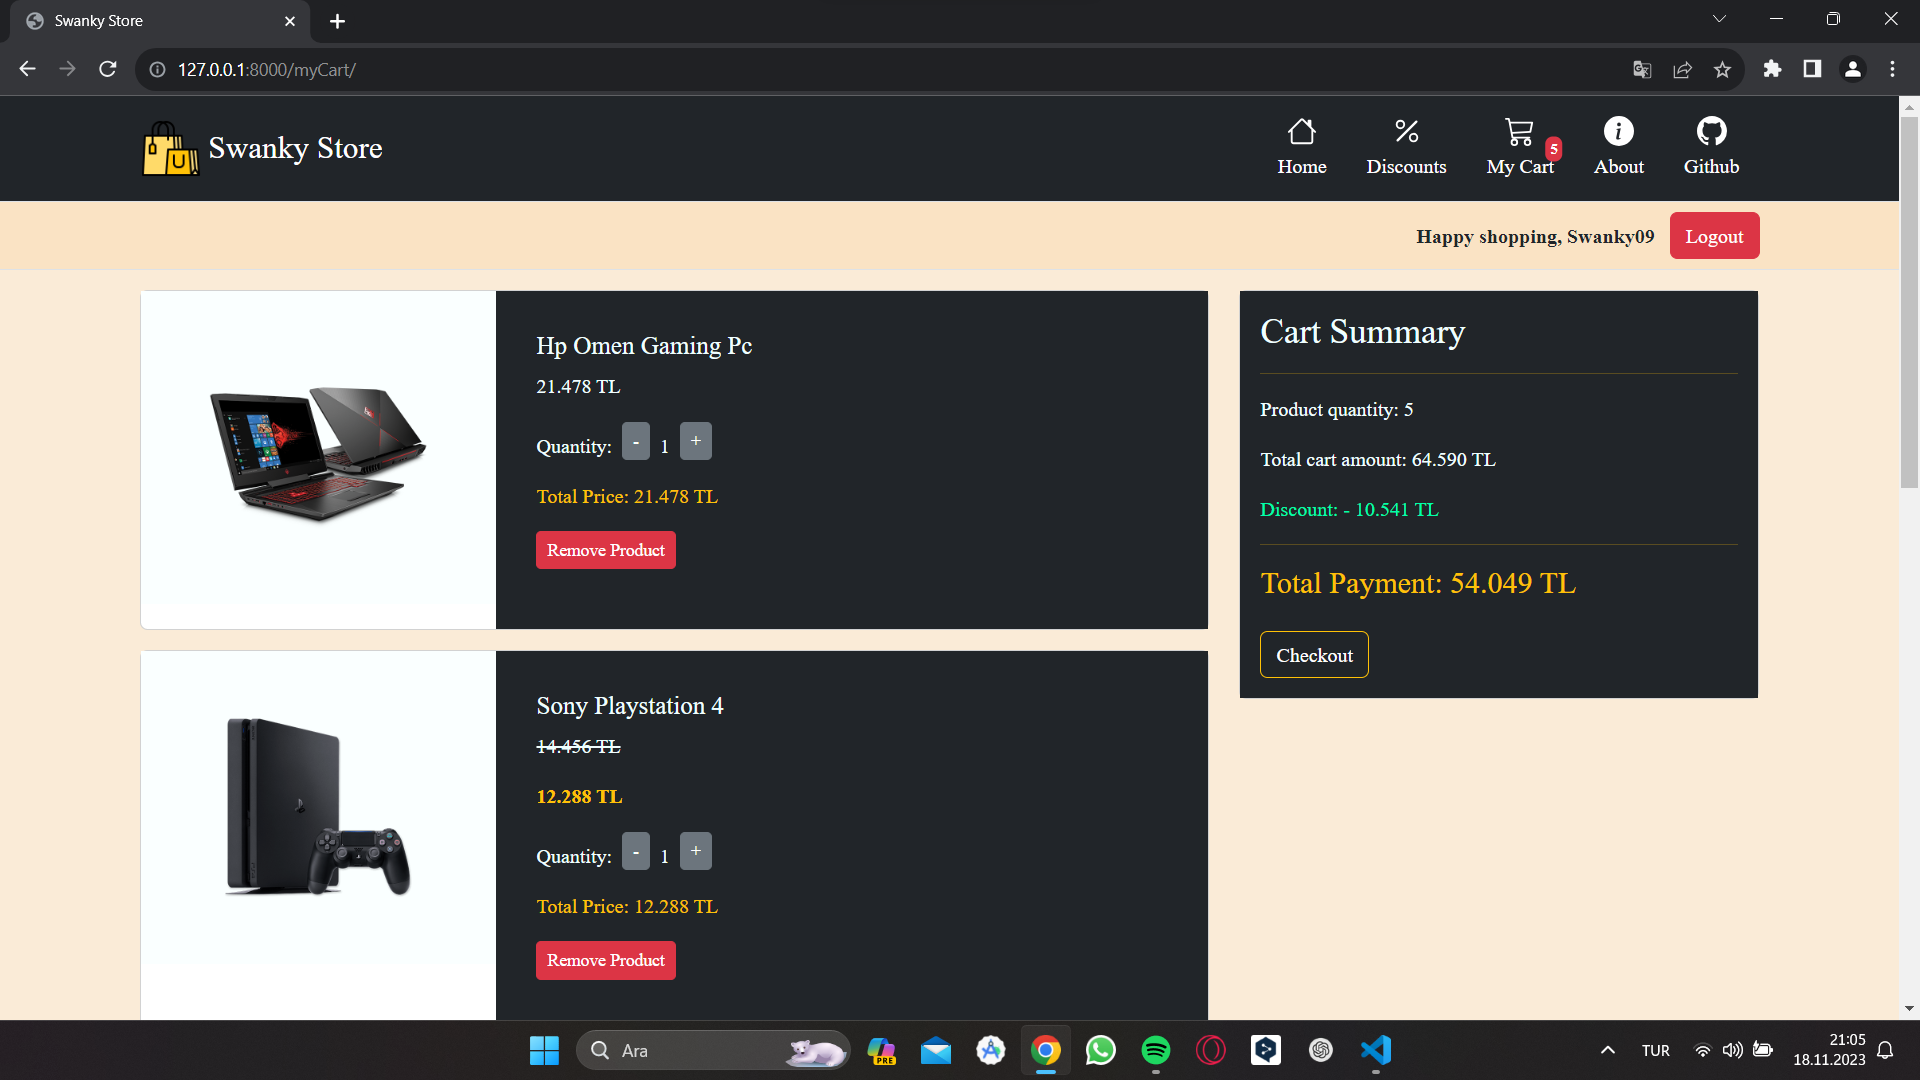 Swanky Store
127.0.0.1:8000/myCart/
Swanky Store
Home
Discounts
My Cart
5
About
Github
Happy shopping, Swanky09
Logout
Hp Omen Gaming Pc
21.478 TL
Quantity: - 1 +
Total Price: 21.478 TL
Remove Product
Sony Playstation 4
14.456 TL
12.288 TL
Quantity: - 1 +
Total Price: 12.288 TL
Remove Product
Cart Summary
Product quantity: 5
Total cart amount: 64.590 TL
Discount: - 10.541 TL
Total Payment: 54.049 TL
Checkout
Ara
PRE
TUR
21:05
18.11.2023